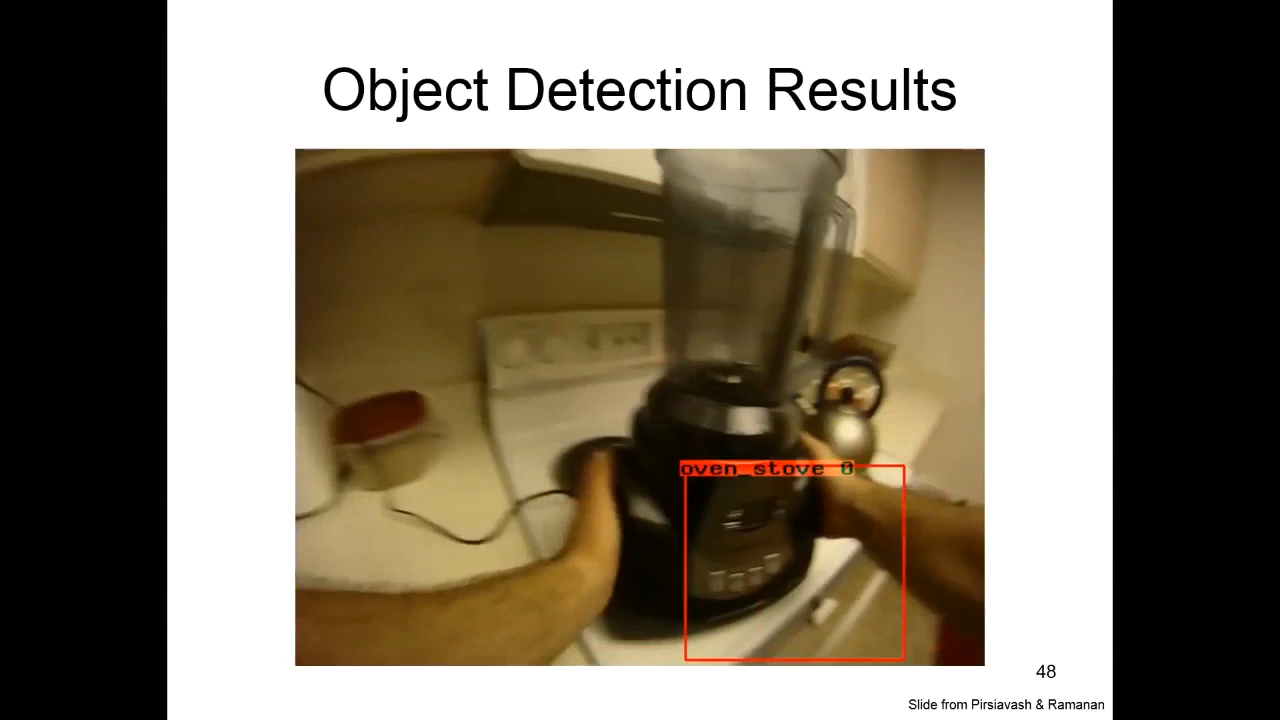 Object Detection Results
oven_stove 0
48
Slide from Pirsiavash & Ramanan